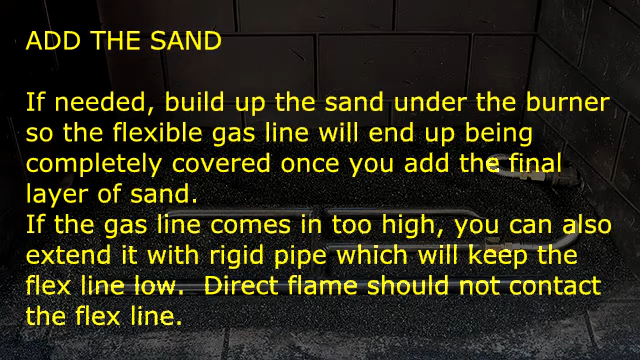 ADD THE SAND
If needed, build up the sand under the burner
so the flexible gas line will end up being
completely covered once you add the final
layer of sand.
If the gas line comes in too high, you can also
extend it with rigid pipe which will keep the
flex line low.  Direct flame should not contact
the flex line.